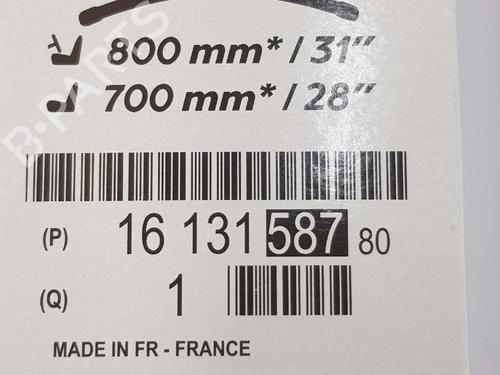 800 mm* / 31"
700 mm* / 28"
B-PARTS
(P) 16 131 587 80
(Q) 1
MADE IN FR - FRANCE